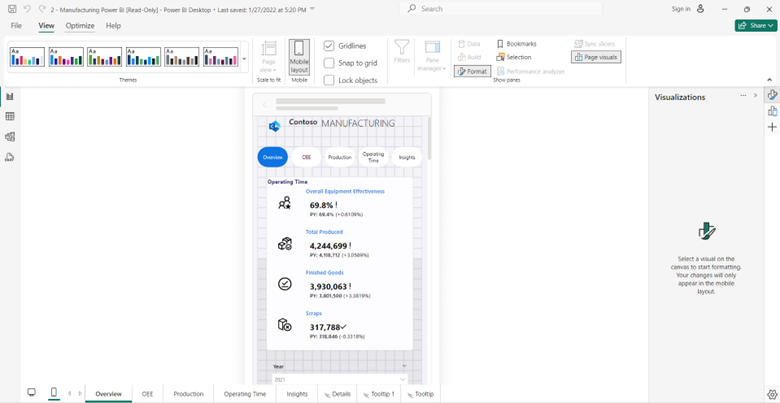 2 - Manufacturing Power BI [Read-Only] - Power BI Desktop • Last saved: 1/27/2022 at 5:20 PM
Search
Sign in
File
View
Optimize
Help
Share
Aa Aa Aa Aa Aa Aa
Themes
Page view
Scale to fit
Mobile layout
Mobile
Gridlines
Snap to grid
Lock objects
Filters
Pane manager
Data
Build
Format
Bookmarks
Selection
Performance analyzer
Sync slicers
Page visuals
Show panes
Contoso MANUFACTURING
Overview
OEE
Production
Operating Time
Insights
Operating Time
Overall Equipment Effectiveness
69.8% !
PY: 69.4% (+0.6109%)
Total Produced
4,244,699 !
PY: 4,118,712 (+3.0589%)
Finished Goods
3,930,063 !
PY: 3,801,500 (+3.3819%)
Scraps
317,788✓
PY: 318,846 (-0.3318%)
Year
2021
Visualizations
Select a visual on the
canvas to start formatting.
Your changes will only
appear in the mobile
layout.
Overview
OEE
Production
Operating Time
Insights
Details
Tooltip 1
Tooltip